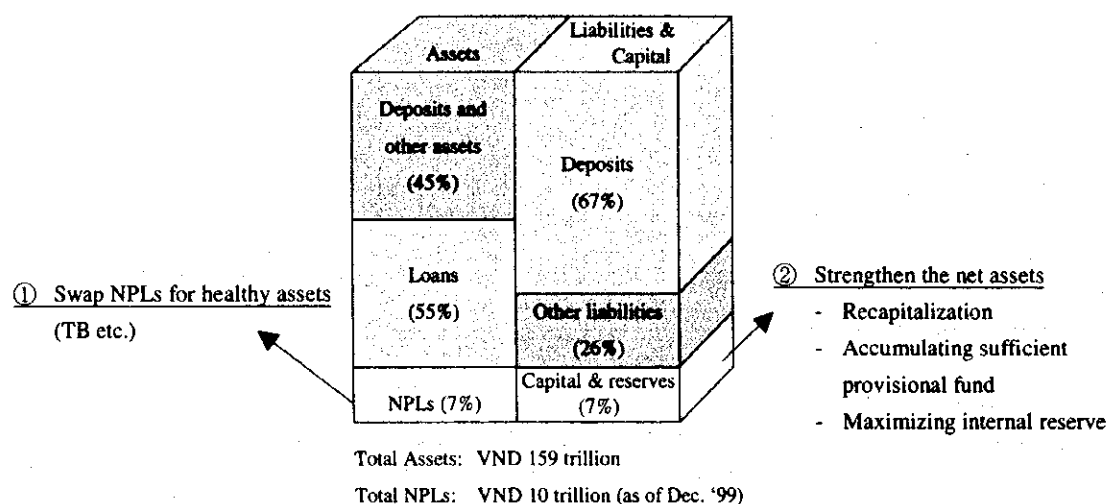 Assets
Liabilities &
Capital
Deposits and
other assets
(45%)
Deposits
(67%)
Loans
(55%)
Other liabilities
(26%)
NPLs (7%)
Capital & reserves
(7%)
① Swap NPLs for healthy assets
(TB etc.)
② Strengthen the net assets
- Recapitalization
- Accumulating sufficient
provisional fund
- Maximizing internal reserve
Total Assets: VND 159 trillion
Total NPLs: VND 10 trillion (as of Dec. ‘99)